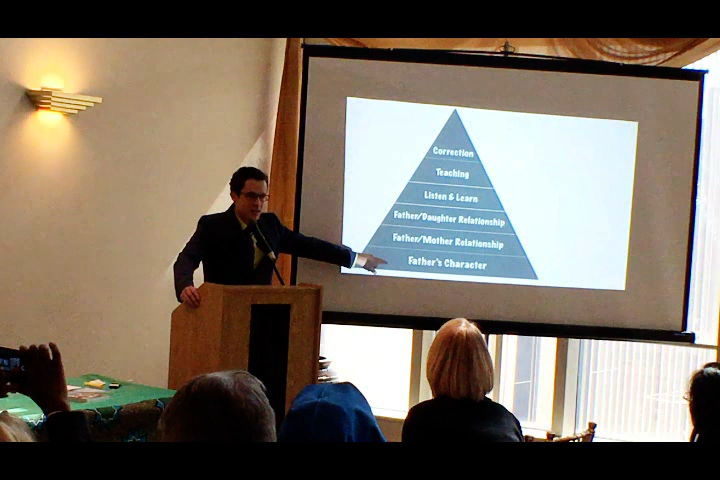 Correction
Teaching
Listen & Learn
Father/Daughter Relationship
Father/Mother Relationship
Father's Character